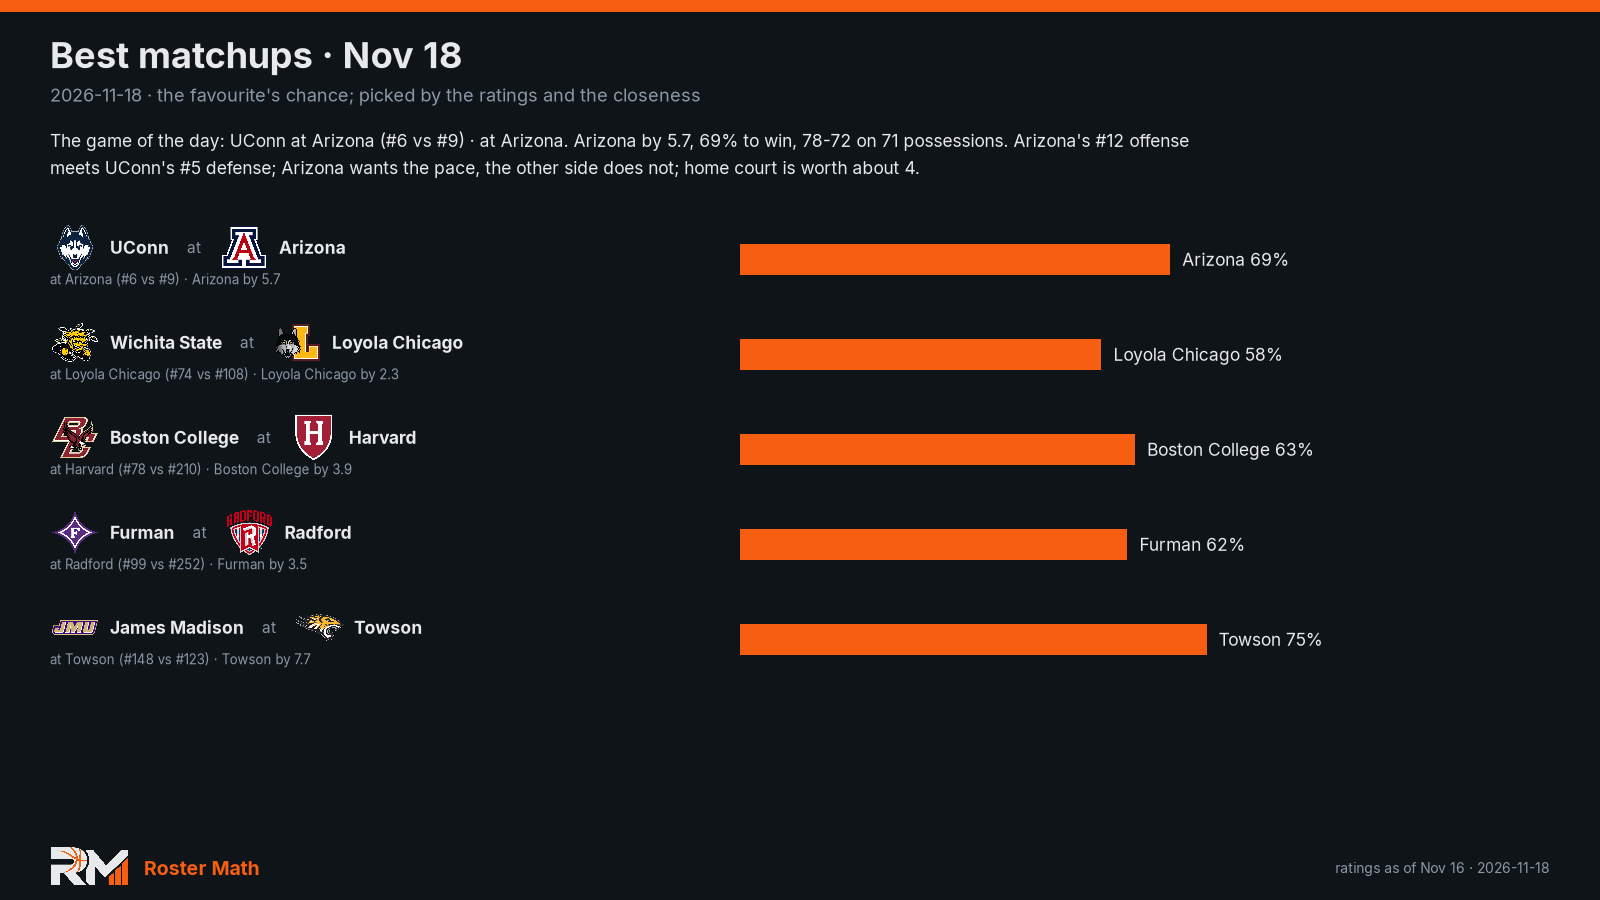 Best matchups · Nov 18
2026-11-18 · the favourite's chance; picked by the ratings and the closeness
The game of the day: UConn at Arizona (#6 vs #9) · at Arizona. Arizona by 5.7, 69% to win, 78-72 on 71 possessions. Arizona's #12 offense
meets UConn's #5 defense; Arizona wants the pace, the other side does not; home court is worth about 4.
UConn at A Arizona
at Arizona (#6 vs #9) · Arizona by 5.7
Arizona 69%
Wichita State at L Loyola Chicago
at Loyola Chicago (#74 vs #108) · Loyola Chicago by 2.3
Loyola Chicago 58%
BC Boston College at H Harvard
at Harvard (#78 vs #210) · Boston College by 3.9
Boston College 63%
F Furman at RADFORD R Radford
at Radford (#99 vs #252) · Furman by 3.5
Furman 62%
JMU James Madison at Towson
at Towson (#148 vs #123) · Towson by 7.7
Towson 75%
RM Roster Math
ratings as of Nov 16 · 2026-11-18